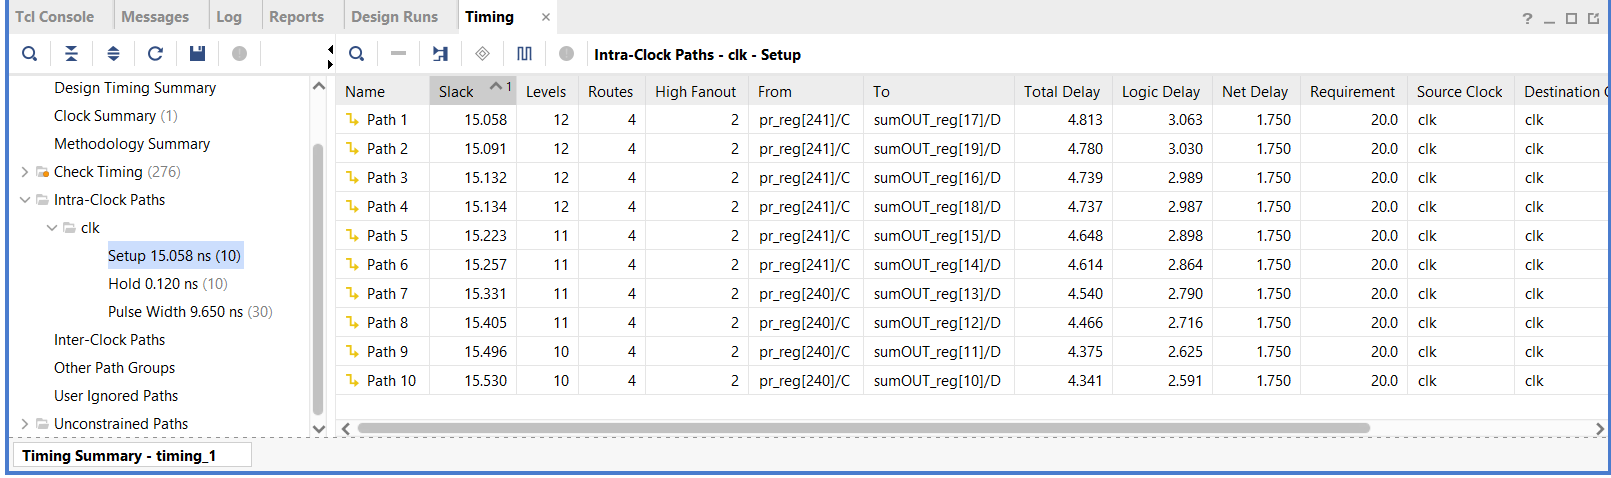 Tcl Console Messages Log Reports Design Runs Timing × ? _
Intra-Clock Paths - clk - Setup
Design Timing Summary
Clock Summary (1)
Methodology Summary
Check Timing (276)
Intra-Clock Paths
clk
Setup 15.058 ns (10)
Hold 0.120 ns (10)
Pulse Width 9.650 ns (30)
Inter-Clock Paths
Other Path Groups
User Ignored Paths
Unconstrained Paths
Name Slack 1 Levels Routes High Fanout From To Total Delay Logic Delay Net Delay Requirement Source Clock Destination C
Path 1 15.058 12 4 2 pr_reg[241]/C sumOUT_reg[17]/D 4.813 3.063 1.750 20.0 clk clk
Path 2 15.091 12 4 2 pr_reg[241]/C sumOUT_reg[19]/D 4.780 3.030 1.750 20.0 clk clk
Path 3 15.132 12 4 2 pr_reg[241]/C sumOUT_reg[16]/D 4.739 2.989 1.750 20.0 clk clk
Path 4 15.134 12 4 2 pr_reg[241]/C sumOUT_reg[18]/D 4.737 2.987 1.750 20.0 clk clk
Path 5 15.223 11 4 2 pr_reg[241]/C sumOUT_reg[15]/D 4.648 2.898 1.750 20.0 clk clk
Path 6 15.257 11 4 2 pr_reg[241]/C sumOUT_reg[14]/D 4.614 2.864 1.750 20.0 clk clk
Path 7 15.331 11 4 2 pr_reg[240]/C sumOUT_reg[13]/D 4.540 2.790 1.750 20.0 clk clk
Path 8 15.405 11 4 2 pr_reg[240]/C sumOUT_reg[12]/D 4.466 2.716 1.750 20.0 clk clk
Path 9 15.496 10 4 2 pr_reg[240]/C sumOUT_reg[11]/D 4.375 2.625 1.750 20.0 clk clk
Path 10 15.530 10 4 2 pr_reg[240]/C sumOUT_reg[10]/D 4.341 2.591 1.750 20.0 clk clk
Timing Summary - timing_1